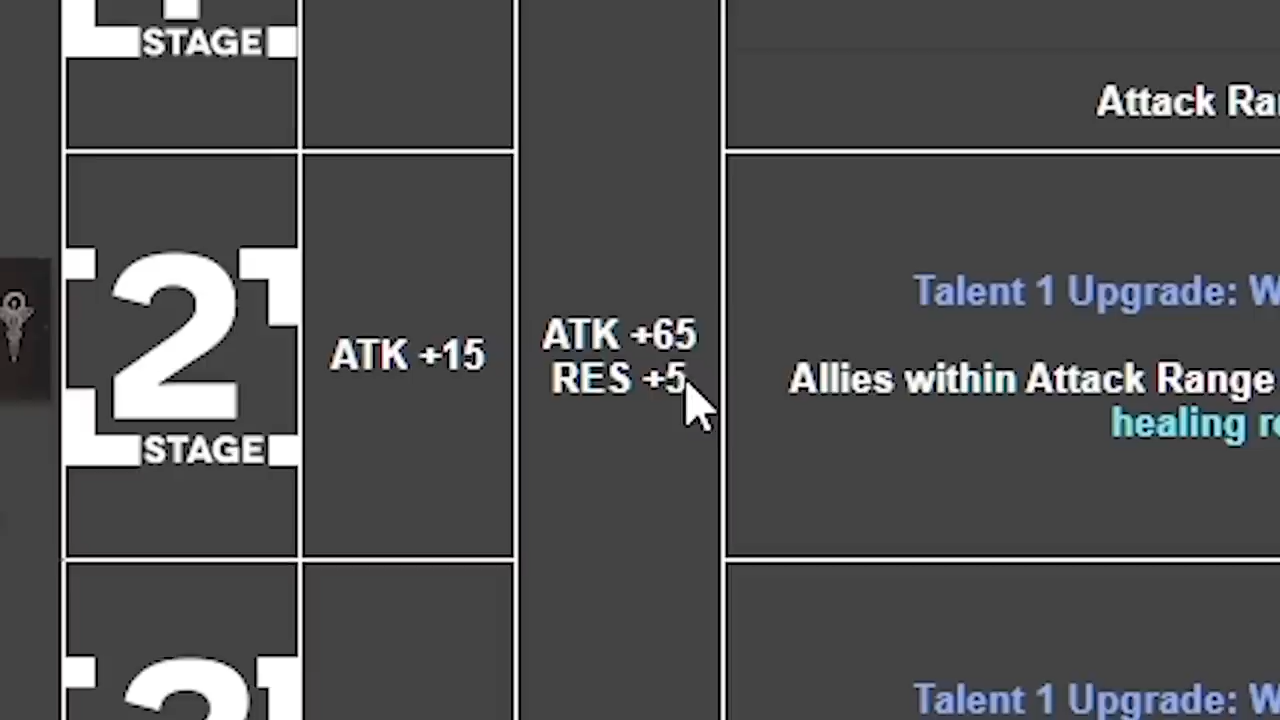 STAGE
Attack
2
STAGE
ATK +15
ATK +65
RES +5
Talent 1 Upgrade:
Allies within Attack Range
healing
Talent 1 Upgrade: